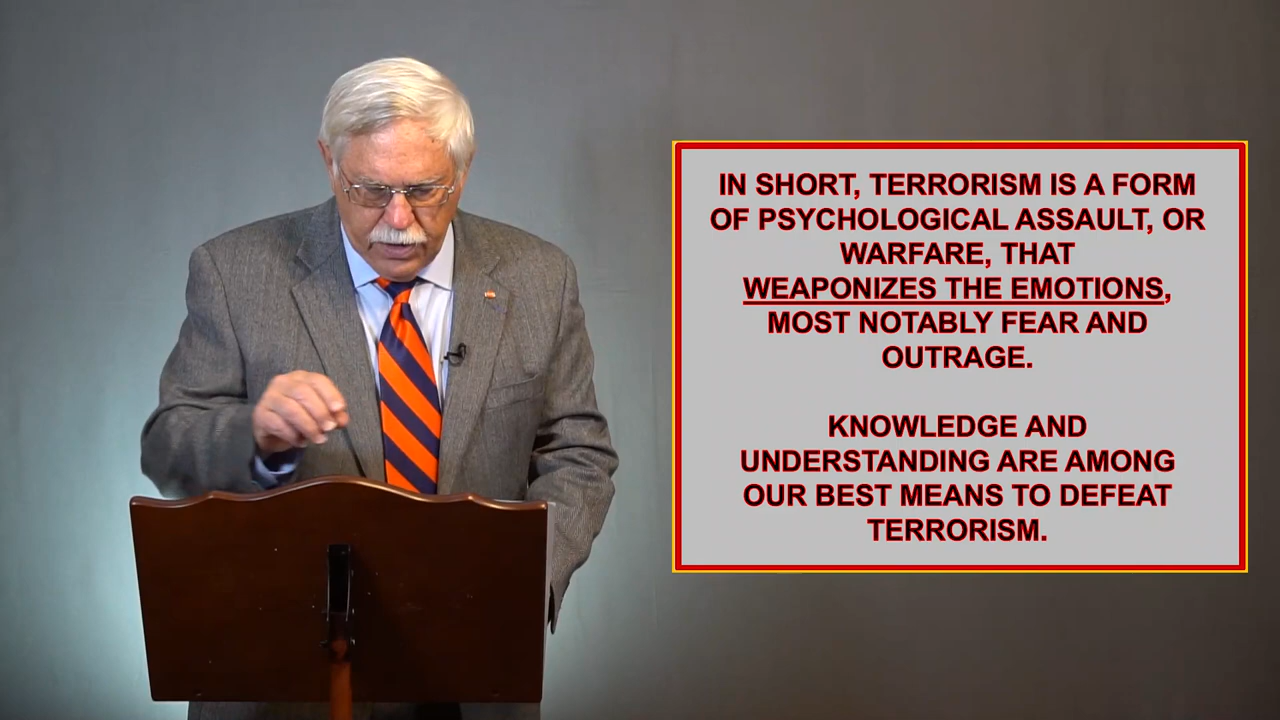 IN SHORT, TERRORISM IS A FORM
OF PSYCHOLOGICAL ASSAULT, OR
WARFARE, THAT
WEAPONIZES THE EMOTIONS,
MOST NOTABLY FEAR AND
OUTRAGE.
KNOWLEDGE AND
UNDERSTANDING ARE AMONG
OUR BEST MEANS TO DEFEAT
TERRORISM.